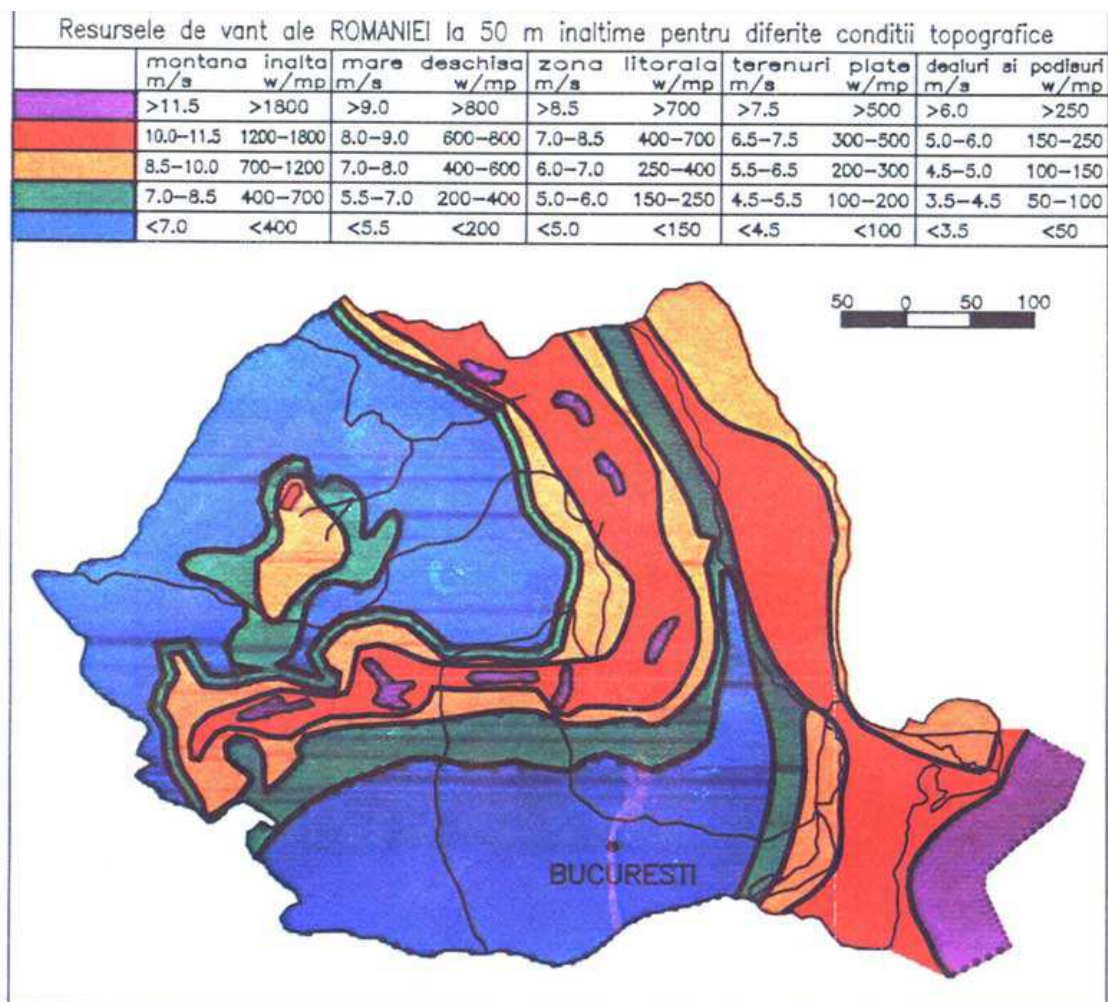 Resursele de vant ale ROMANIEI la 50 m inaltime pentru diferite conditii topografice
montana inalta mare deschisa zona litorala terenuri plate dealuri si podisuri
m/s w/mp m/s w/mp m/s w/mp m/s w/mp m/s w/mp
>11.5 >1800 >9.0 >800 >8.5 >700 >7.5 >500 >6.0 >250
10.0-11.5 1200-1800 8.0-9.0 600-800 7.0-8.5 400-700 6.5-7.5 300-500 5.0-6.0 150-250
8.5-10.0 700-1200 7.0-8.0 400-600 6.0-7.0 250-400 5.5-6.5 200-300 4.5-5.0 100-150
7.0-8.5 400-700 5.5-7.0 200-400 5.0-6.0 150-250 4.5-5.5 100-200 3.5-4.5 50-100
<7.0 <400 <5.5 <200 <5.0 <150 <4.5 <100 <3.5 <50
50 0 50 100
BUCURESTI